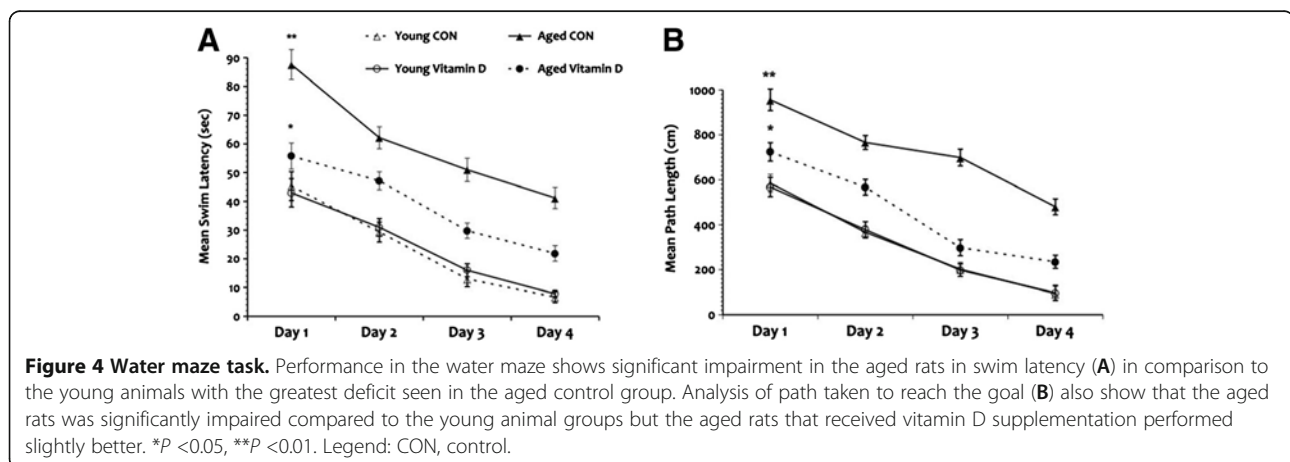 A
** 
Young CON Aged CON
Young Vitamin D Aged Vitamin D
Mean Swim Latency (sec)
90
80
70
60
50
40
30
20
10
0
*
Day 1 Day 2 Day 3 Day 4
B
**
*
Mean Path Length (cm)
1000
800
600
400
200
0
Day 1 Day 2 Day 3 Day 4
Figure 4 Water maze task. Performance in the water maze shows significant impairment in the aged rats in swim latency (A) in comparison to
the young animals with the greatest deficit seen in the aged control group. Analysis of path taken to reach the goal (B) also show that the aged
rats was significantly impaired compared to the young animal groups but the aged rats that received vitamin D supplementation performed
slightly better. *P <0.05, **P <0.01. Legend: CON, control.